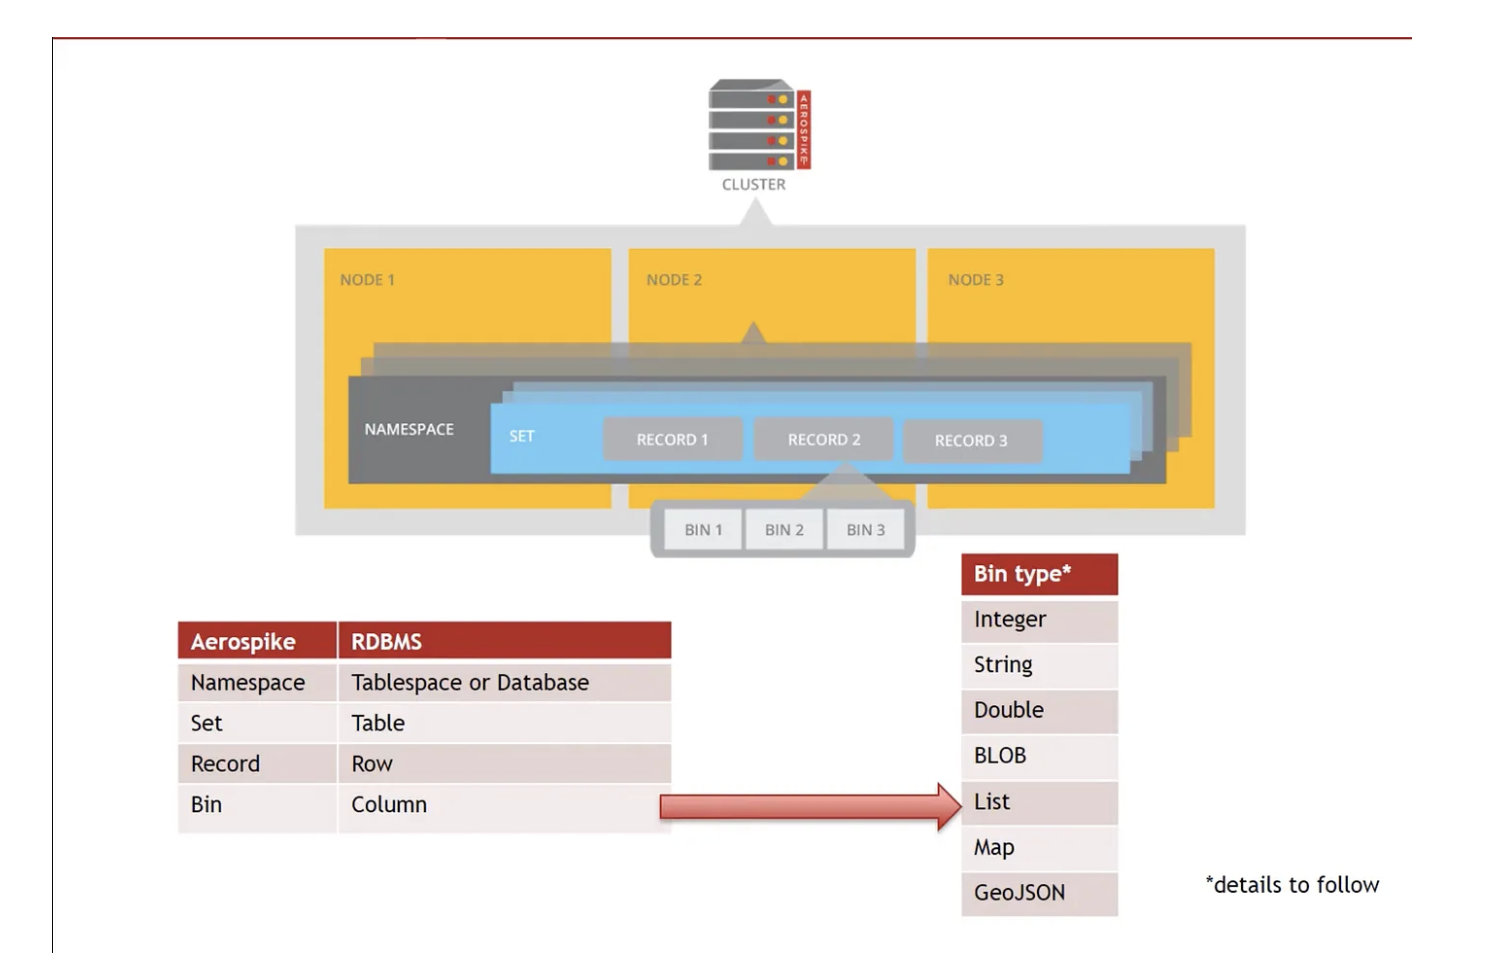 AEROSPIKE
CLUSTER
NODE 1
NODE 2
NODE 3
NAMESPACE
SET
RECORD 1
RECORD 2
RECORD 3
BIN 1
BIN 2
BIN 3
Aerospike RDBMS
Namespace Tablespace or Database
Set Table
Record Row
Bin Column
Bin type*
Integer
String
Double
BLOB
List
Map
GeoJSON
*details to follow